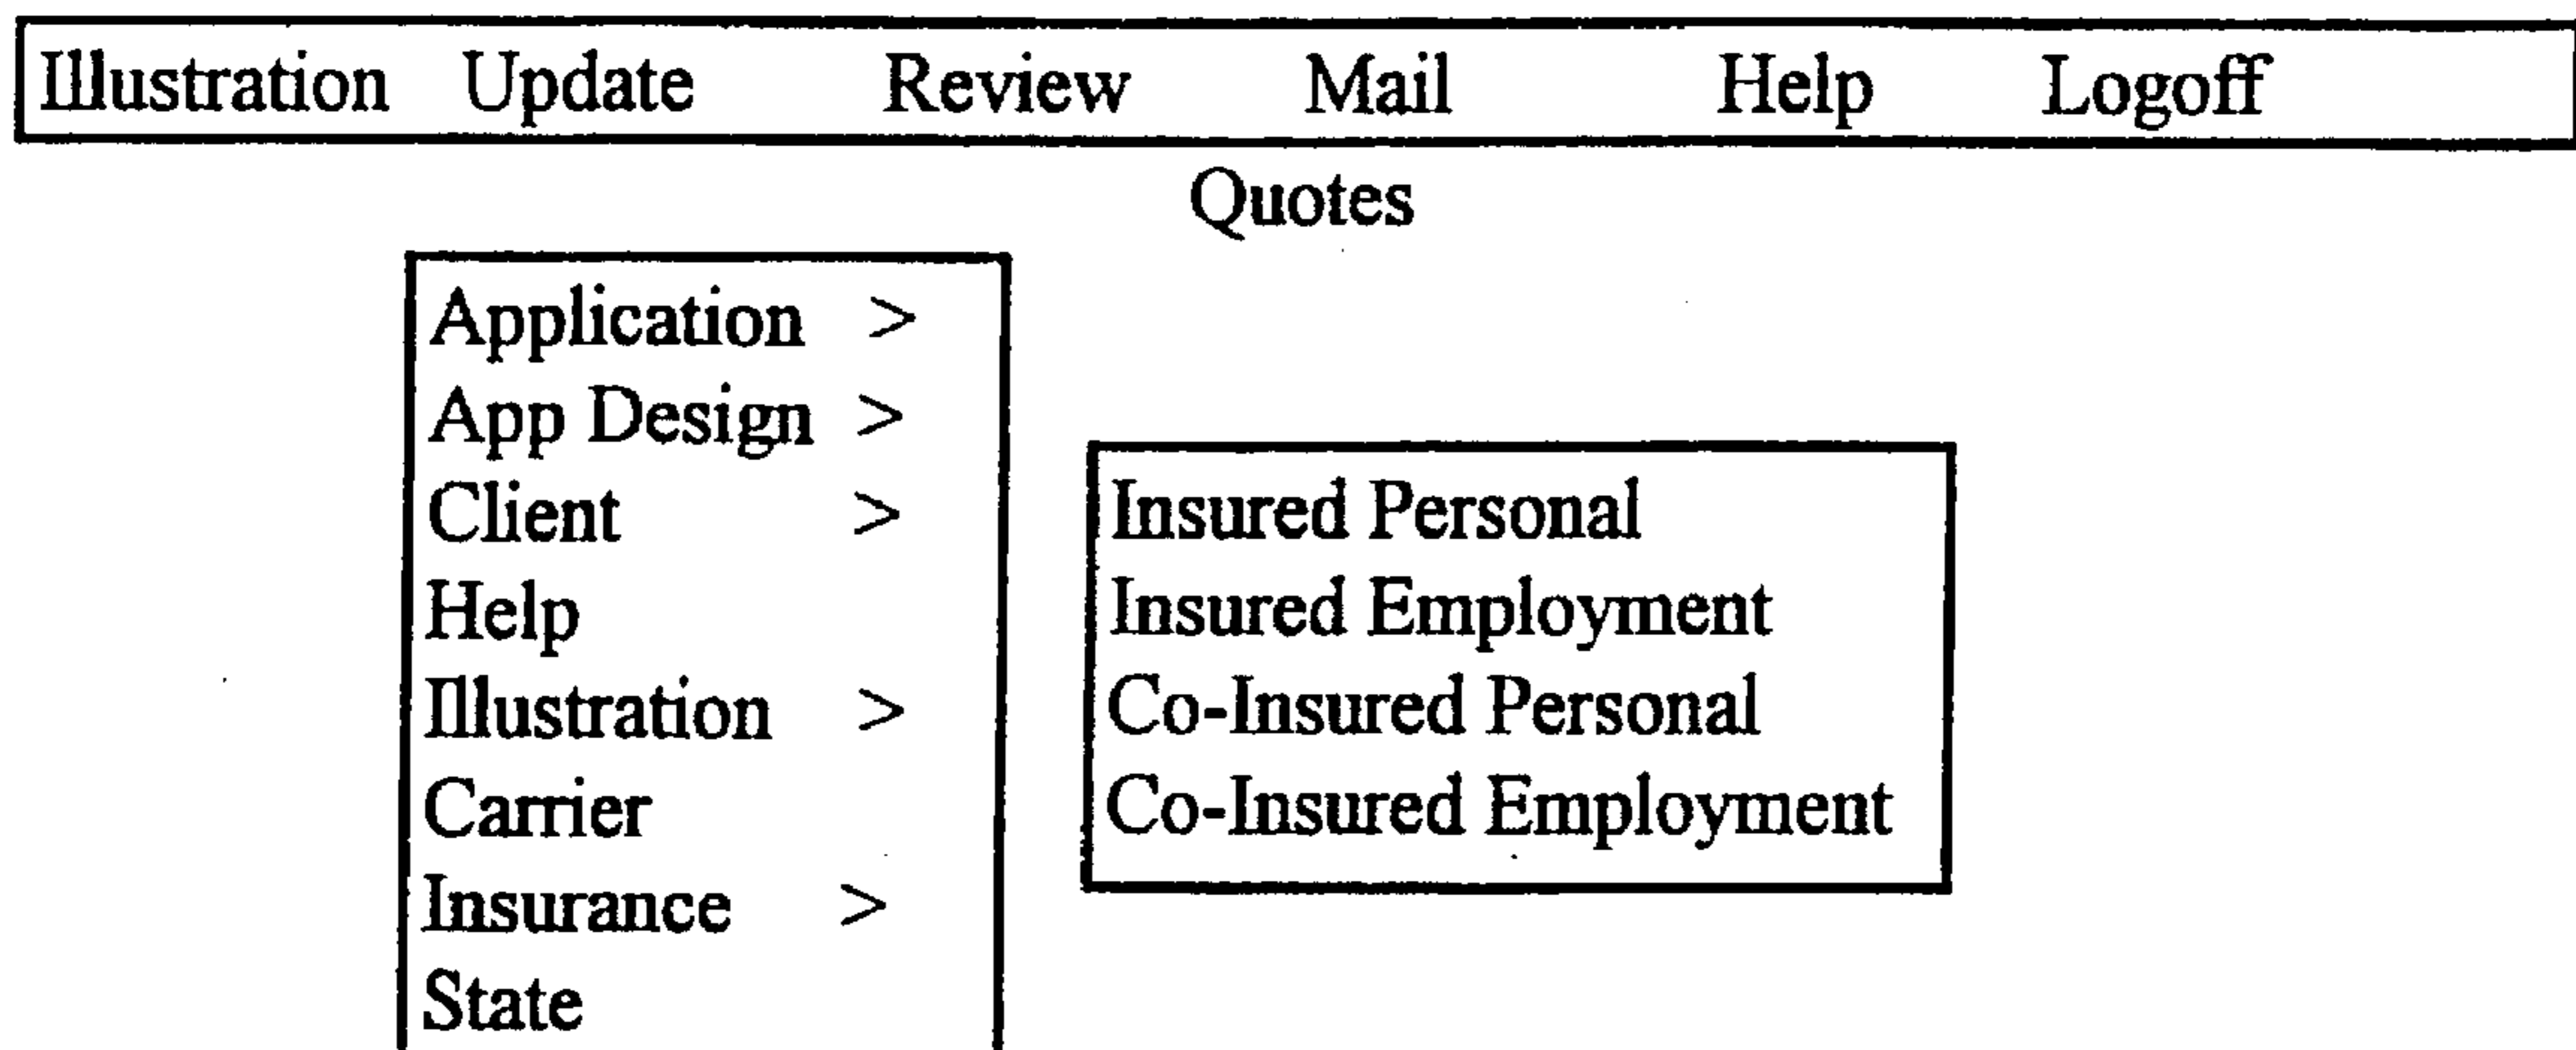 Illustration Update Review Mail Help Logoff
Quotes
Application >
App Design >
Client >
Help
Illustration >
Carrier
Insurance >
State
Insured Personal
Insured Employment
Co-Insured Personal
Co-Insured Employment